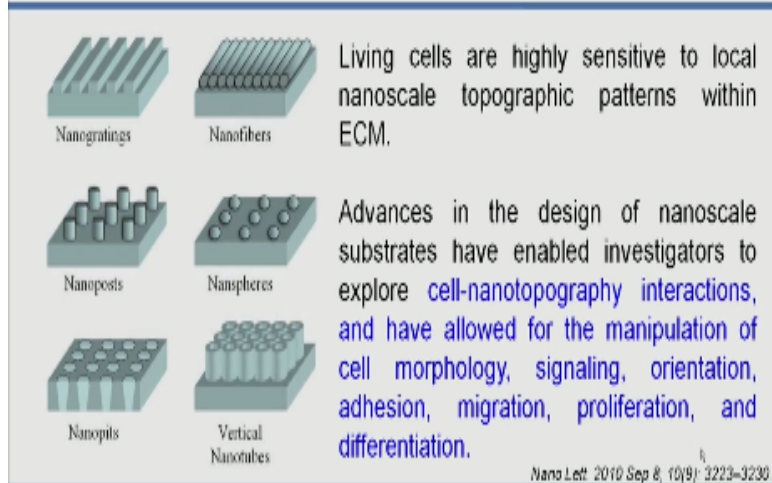 Living cells are highly sensitive to local
nanoscale topographic patterns within
ECM.
Advances in the design of nanoscale
substrates have enabled investigators to
explore cell-nanotopography interactions,
and have allowed for the manipulation of
cell morphology, signaling, orientation,
adhesion, migration, proliferation, and
differentiation.
Nanogratings
Nanofibers
Nanoposts
Nanspheres
Nanopits
Vertical
Nanotubes
Nano Lett. 2010 Sep 8; 10(9): 3223–3230